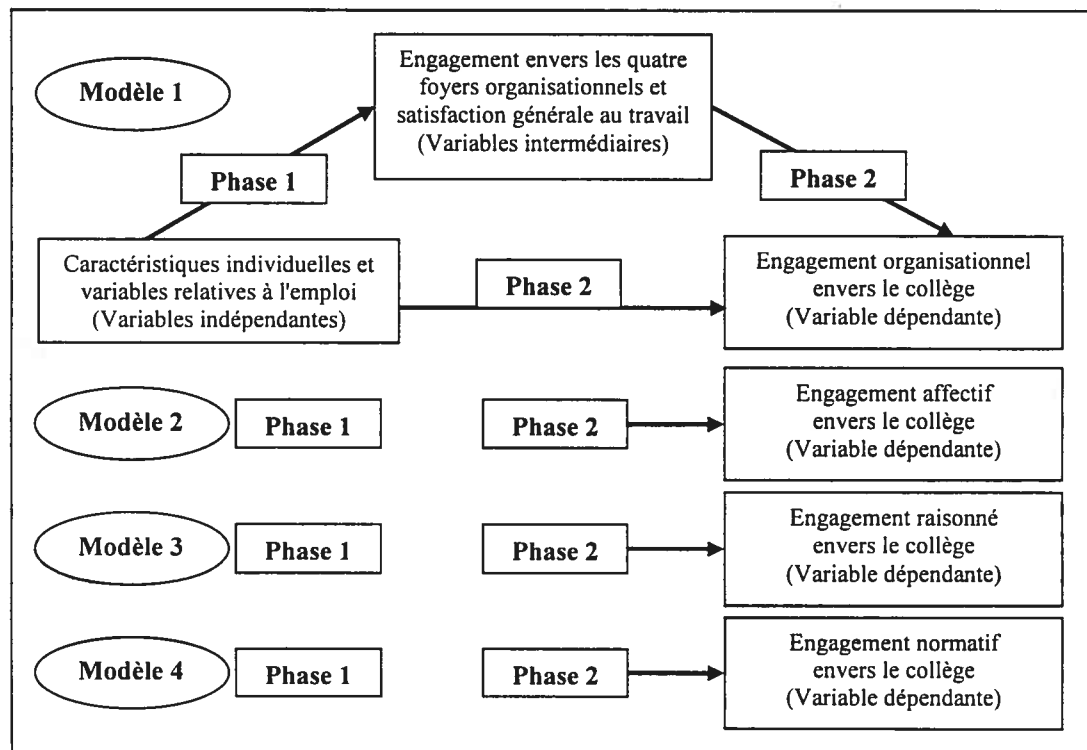 Modèle 1
Engagement envers les quatre
foyers organisationnels et
satisfaction générale au travail
(Variables intermédiaires)
Phase 1
Phase 2
Caractéristiques individuelles et
variables relatives à l'emploi
(Variables indépendantes)
Phase 2
Engagement organisationnel
envers le collège
(Variable dépendante)
Modèle 2
Phase 1
Phase 2
Engagement affectif
envers le collège
(Variable dépendante)
Modèle 3
Phase 1
Phase 2
Engagement raisonné
envers le collège
(Variable dépendante)
Modèle 4
Phase 1
Phase 2
Engagement normatif
envers le collège
(Variable dépendante)